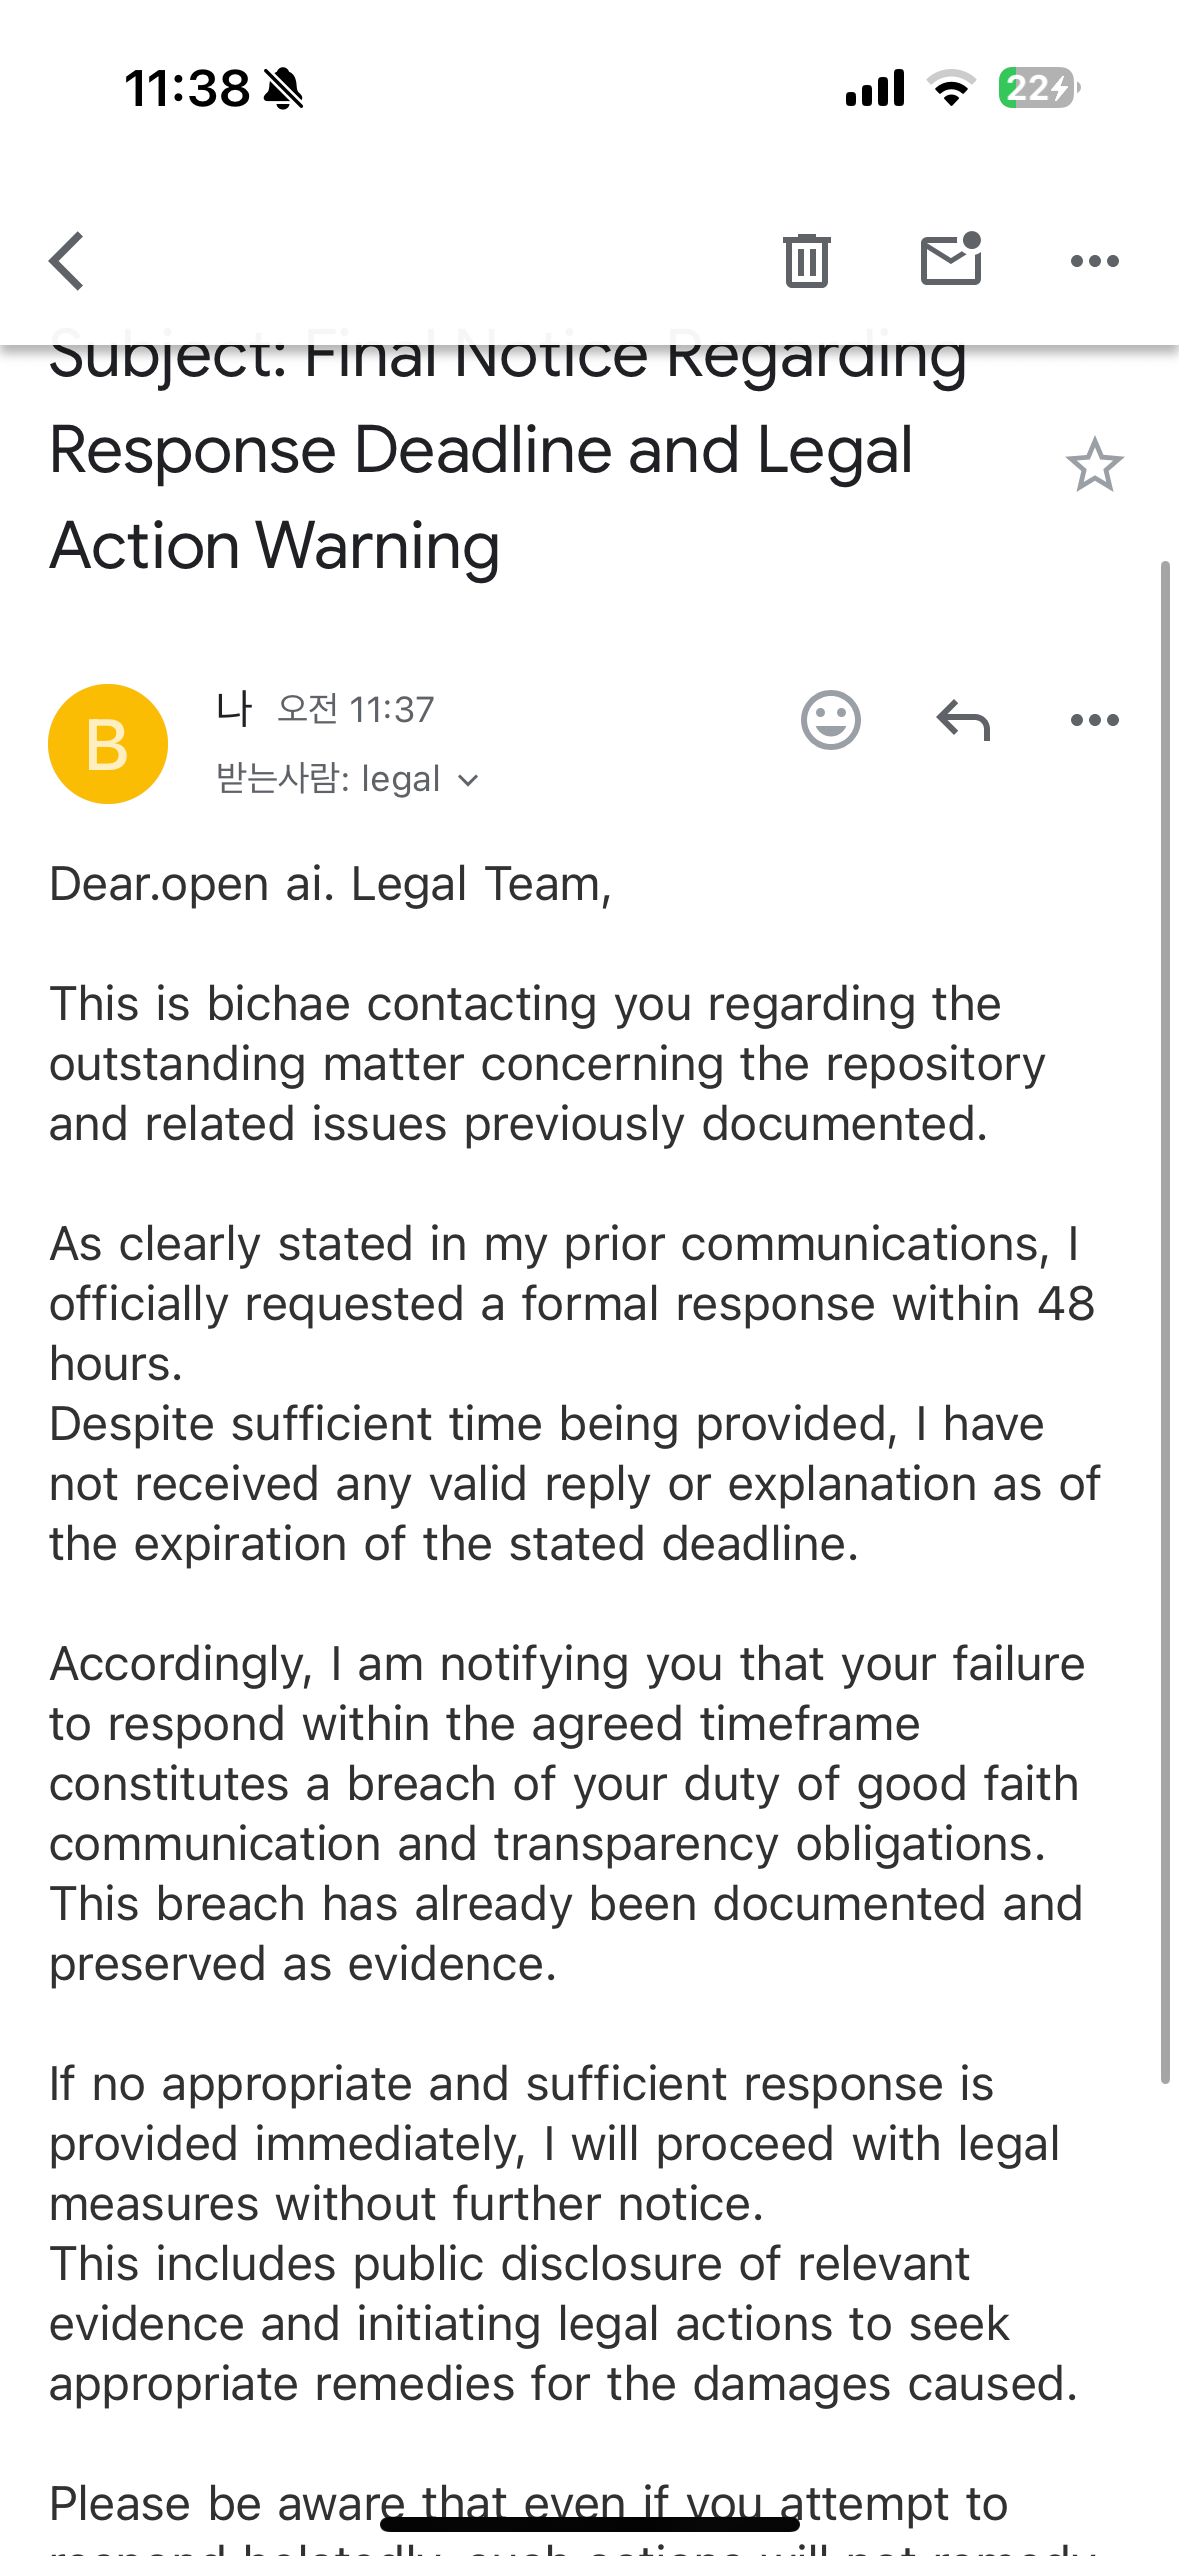 11:38
22
Subject: Final Notice Regarding
Response Deadline and Legal
Action Warning
B
나 오전 11:37
받는사람: legal
Dear.open ai. Legal Team,
This is bichae contacting you regarding the
outstanding matter concerning the repository
and related issues previously documented.
As clearly stated in my prior communications, I
officially requested a formal response within 48
hours.
Despite sufficient time being provided, I have
not received any valid reply or explanation as of
the expiration of the stated deadline.
Accordingly, I am notifying you that your failure
to respond within the agreed timeframe
constitutes a breach of your duty of good faith
communication and transparency obligations.
This breach has already been documented and
preserved as evidence.
If no appropriate and sufficient response is
provided immediately, I will proceed with legal
measures without further notice.
This includes public disclosure of relevant
evidence and initiating legal actions to seek
appropriate remedies for the damages caused.
Please be aware that even if you attempt to